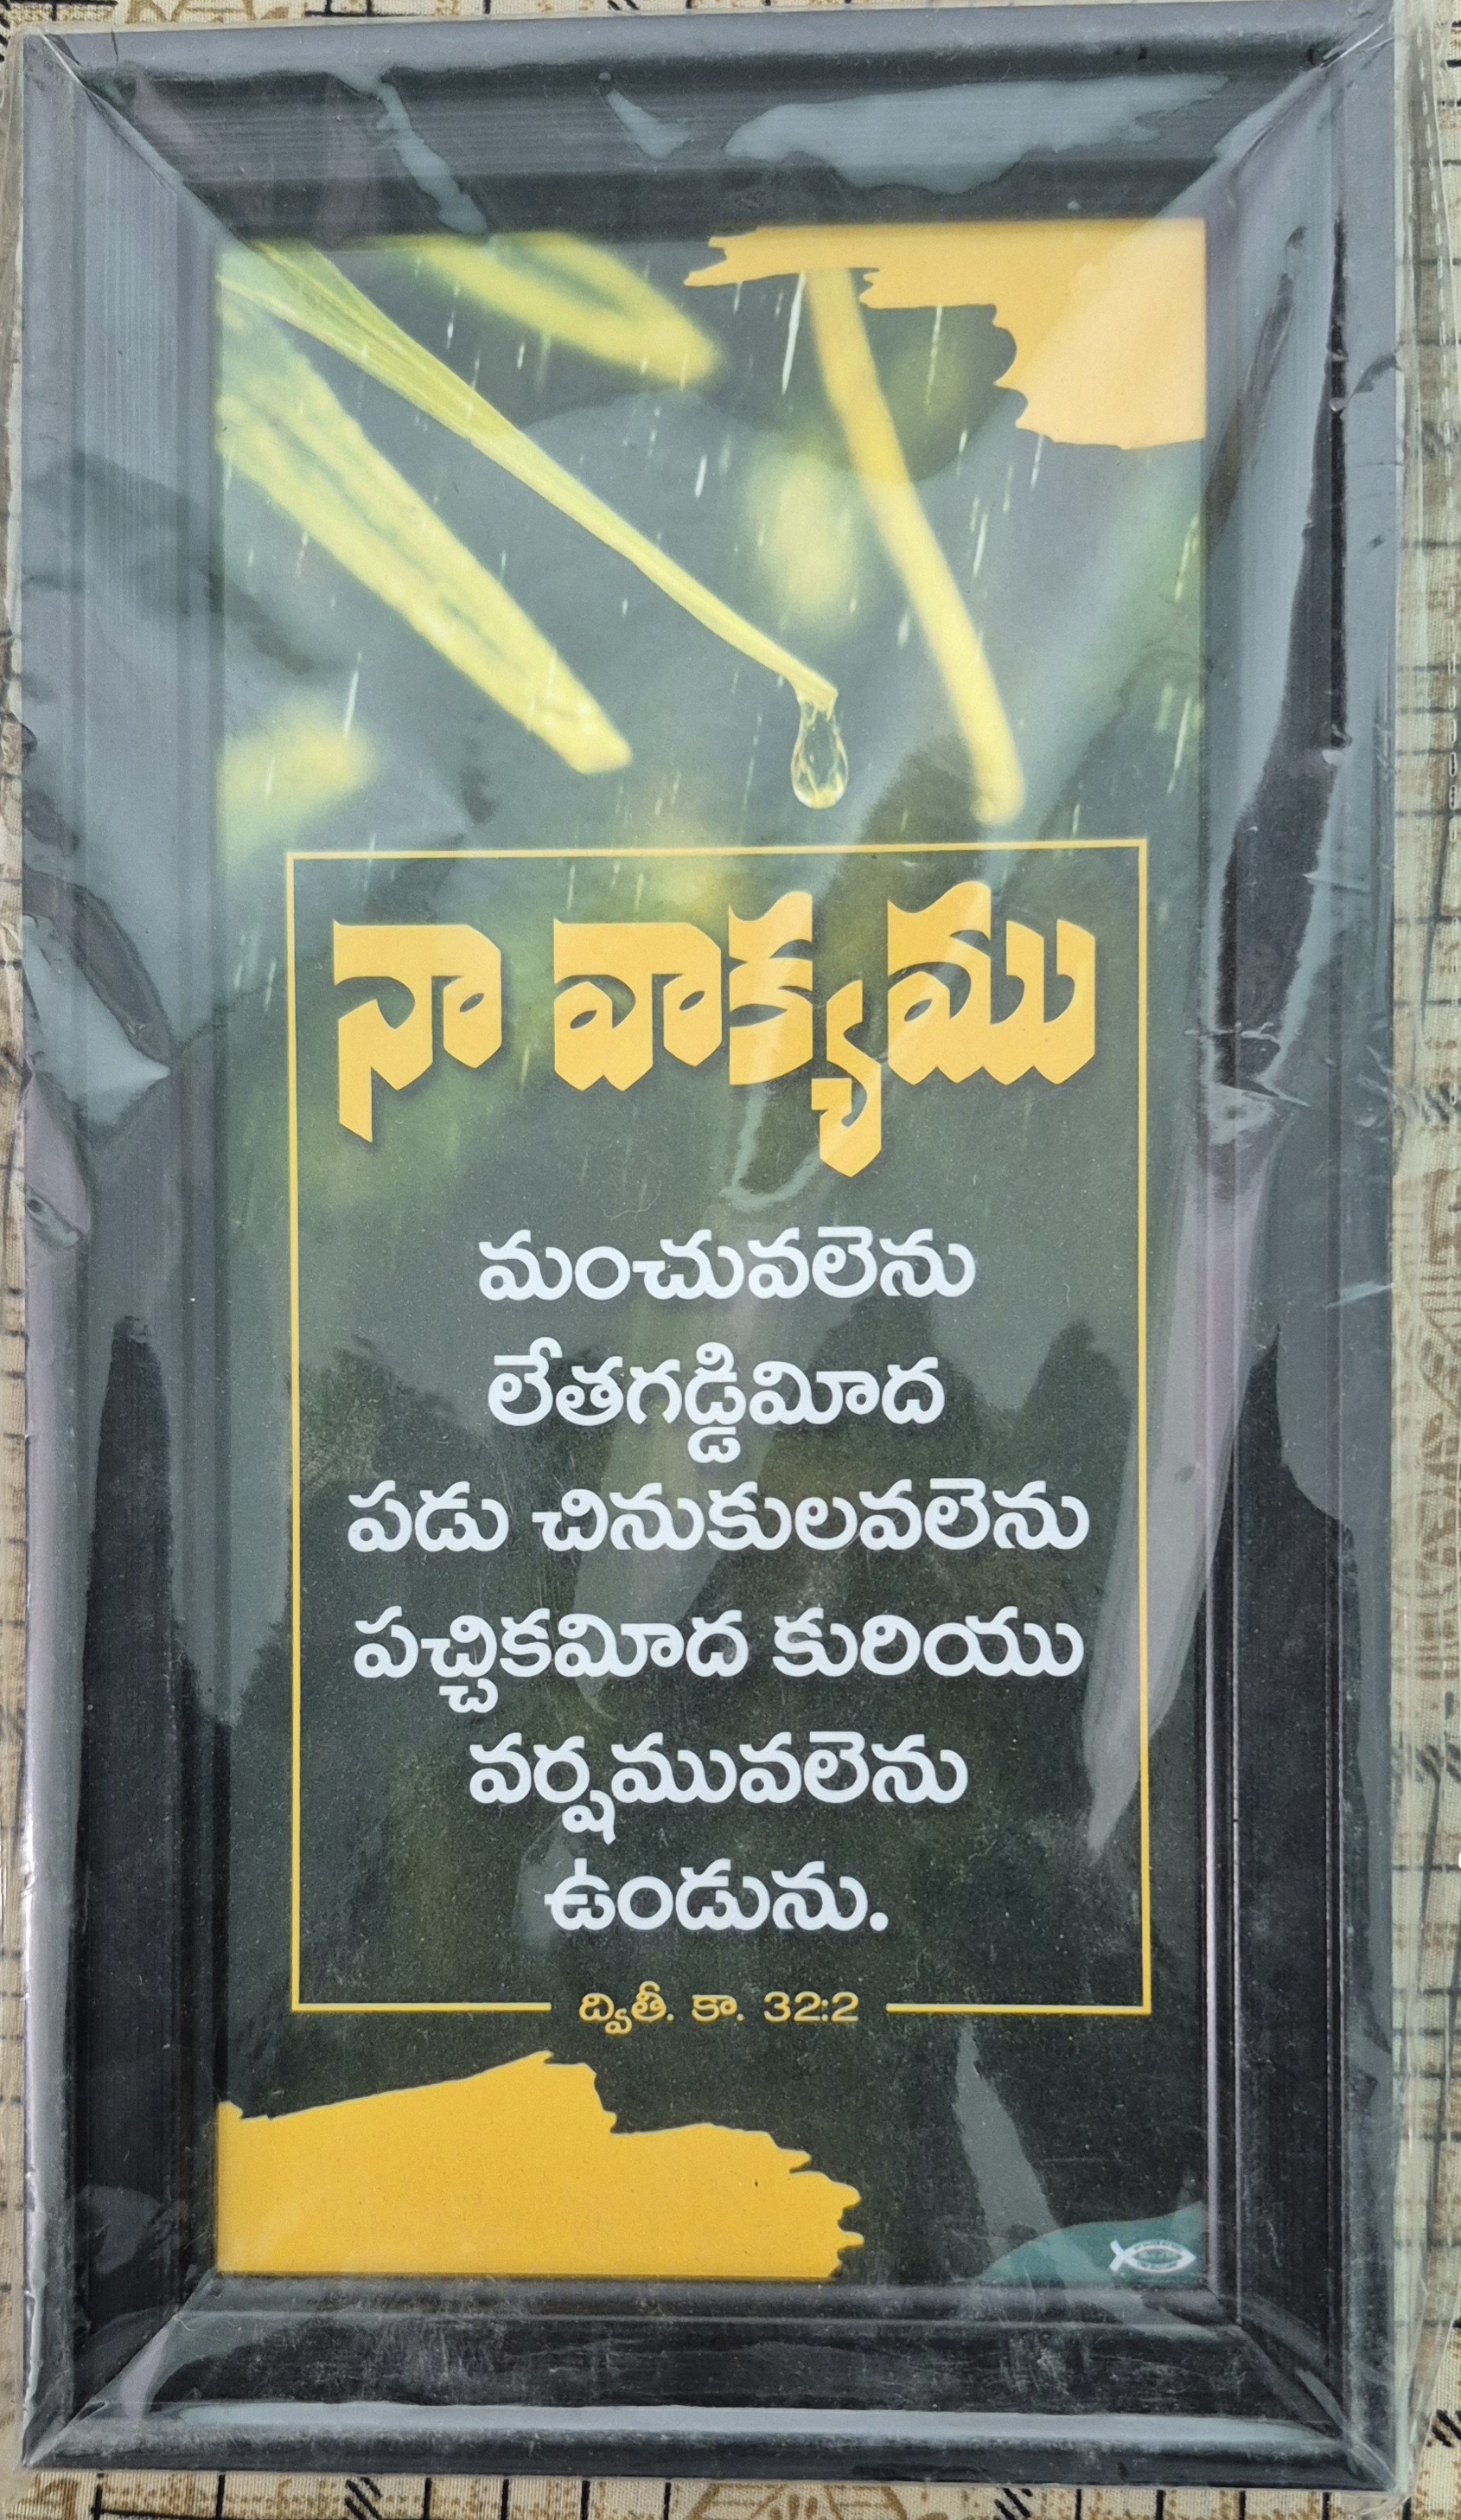 నా వాక్యము
మంచువలెను
లేతగడ్డిమీద
పడు చినుకులవలెను
పచ్చికమీద కురియు
వర్షమువలెను
ఉండును.
ద్వితీ. కా. 32:2